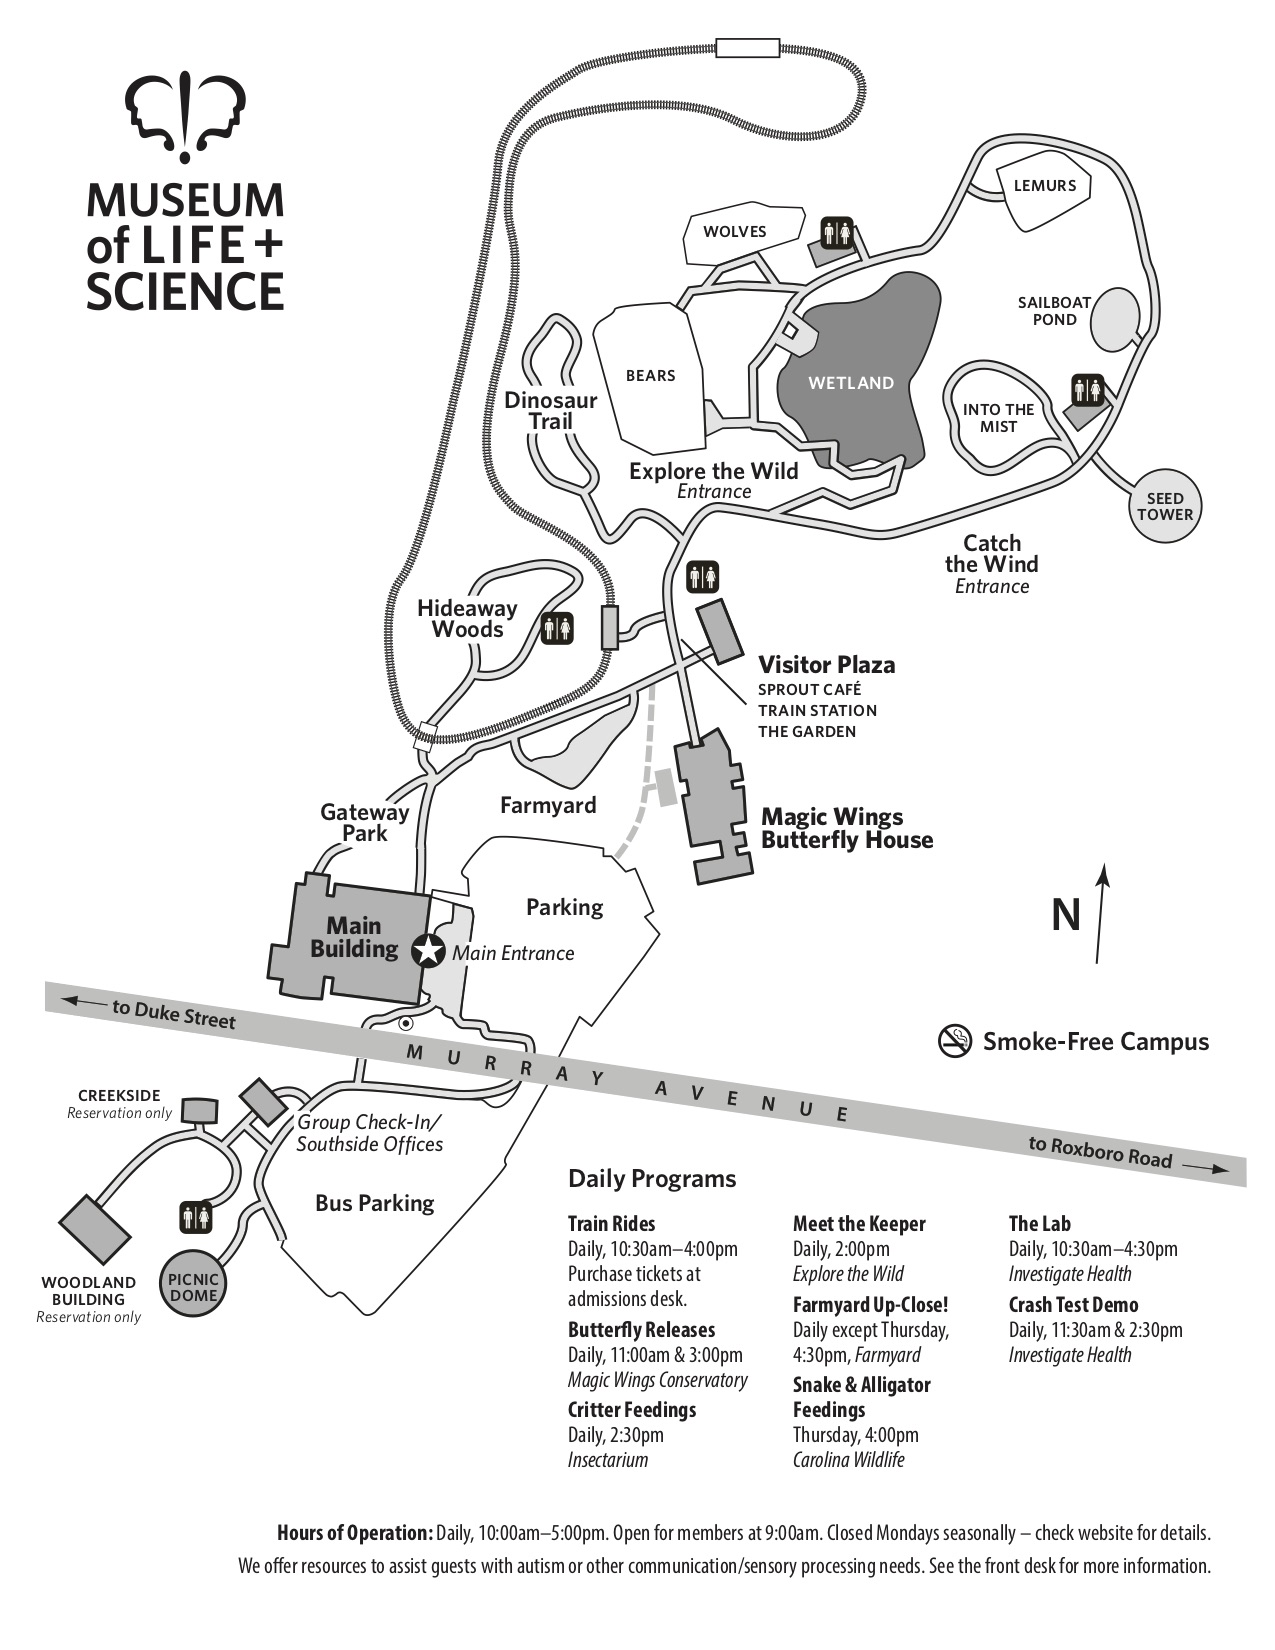 MUSEUM
of LIFE +
SCIENCE
LEMURS
WOLVES
SAILBOAT
POND
BEARS
WETLAND
Dinosaur
Trail
INTO THE
MIST
Explore the Wild
Entrance
SEED
TOWER
Catch
the Wind
Entrance
Hideaway
Woods
Visitor Plaza
SPROUT CAFÉ
TRAIN STATION
THE GARDEN
Farmyard
Gateway
Park
Magic Wings
Butterfly House
Parking
N
Main
Building
Main Entrance
to Duke Street
MURRAY AVENUE
to Roxboro Road
Smoke-Free Campus
CREEKSIDE
Reservation only
Group Check-In/
Southside Offices
Bus Parking
WOODLAND
BUILDING
Reservation only
PICNIC
DOME
Daily Programs
Train Rides
Daily, 10:30am–4:00pm
Purchase tickets at
admissions desk.
Butterfly Releases
Daily, 11:00am & 3:00pm
Magic Wings Conservatory
Critter Feedings
Daily, 2:30pm
Insectarium
Meet the Keeper
Daily, 2:00pm
Explore the Wild
Farmyard Up-Close!
Daily except Thursday,
4:30pm, Farmyard
Snake & Alligator
Feedings
Thursday, 4:00pm
Carolina Wildlife
The Lab
Daily, 10:30am–4:30pm
Investigate Health
Crash Test Demo
Daily, 11:30am & 2:30pm
Investigate Health
Hours of Operation: Daily, 10:00am–5:00pm. Open for members at 9:00am. Closed Mondays seasonally – check website for details.
We offer resources to assist guests with autism or other communication/sensory processing needs. See the front desk for more information.